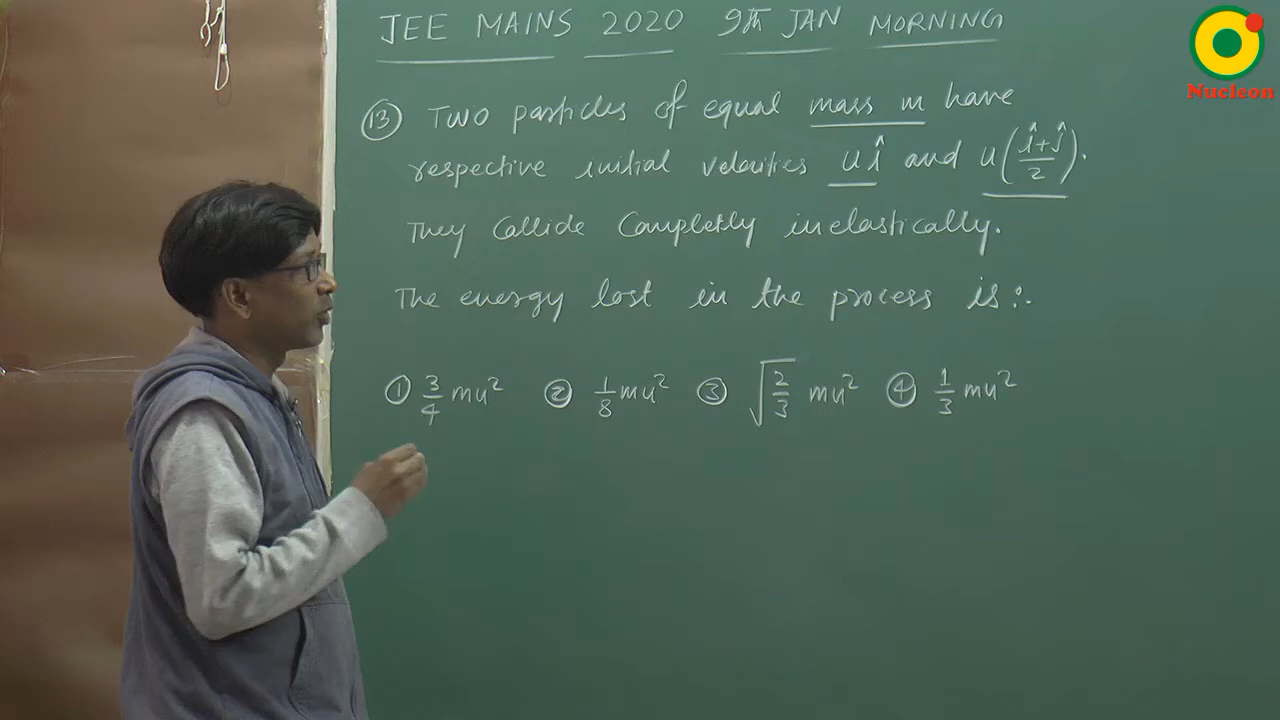 JEE MAINS 2020 9th JAN MORNING
Nucleon
(13) Two particles of equal mass m have
respective initial velocities u î and u((î+ĵ)/2).
They Collide Completly inelastically.
The energy lost in the process is :.
① 3/4 mu² ② 1/8 mu² ③ √(2/3) mu² ④ 1/3 mu²